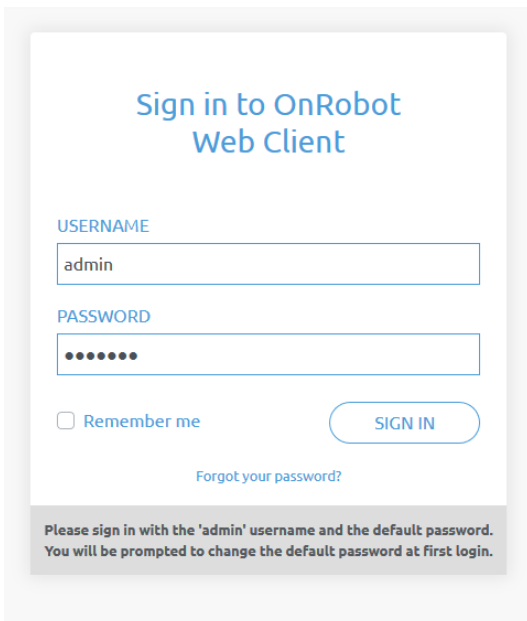 Sign in to OnRobot
Web Client
USERNAME
admin
PASSWORD
•••••••
Remember me
SIGN IN
Forgot your password?
Please sign in with the 'admin' username and the default password.
You will be prompted to change the default password at first login.